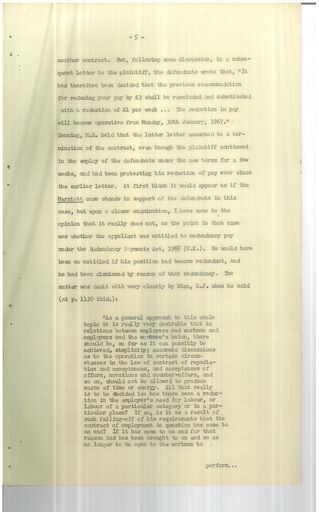 - 5 -
another contract. But, following some discussion, in a subse-
quent letter to the plaintiff, the defendants wrote that, "It
has therefore been decided that the previous recommendation
for reducing your pay by £3 shall be rescinded and substituted
with a reduction of £1 per week ... The reduction in pay
will become operative from Monday, 30th January, 1967."
Denning, M.R. held that the latter letter amounted to a ter-
mination of the contract, even though the plaintiff continued
in the employ of the defendants under the new terms for a few
weeks, and had been protesting his reduction of pay ever since
the earlier letter. At first blush it would appear as if the
Marriott case stands in support of the defendants in this
case, but upon a closer examination, I have come to the
opinion that it really does not, as the point in that case
was whether the appellant was entitled to redundancy pay
under the Redundancy Payments Act, 1965 (U.K.). He would have
been so entitled if his position had become redundant, and
he had been dismissed by reason of that redundancy. The
matter was dealt with very clearly by Winn, L.J. when he said
(at p. 1130 ibid.):
"As a general approach to this whole
topic it is really very desirable that in
relations between employers and workmen and
employers and the workmen's union, there
should be, so far as it can possibly be
achieved, simplicity; academic discussions
as to the operation in certain circum-
stances in the law of contract of repudia-
tion and acceptances, and acceptances of
offers, novations and counter-offers, and
so on, should not be allowed to produce
waste of time or energy. All that really
is to be decided is has there been a reduc-
tion in the employer's need for labour, or
labour of a particular category or in a par-
ticular place? If so, is it as a result of
such falling-off of his requirements that the
contract of employment in question has come to
an end? If it has come to an end for that
reason and has been brought to an end so as
no longer to be open to the workman to
perform...